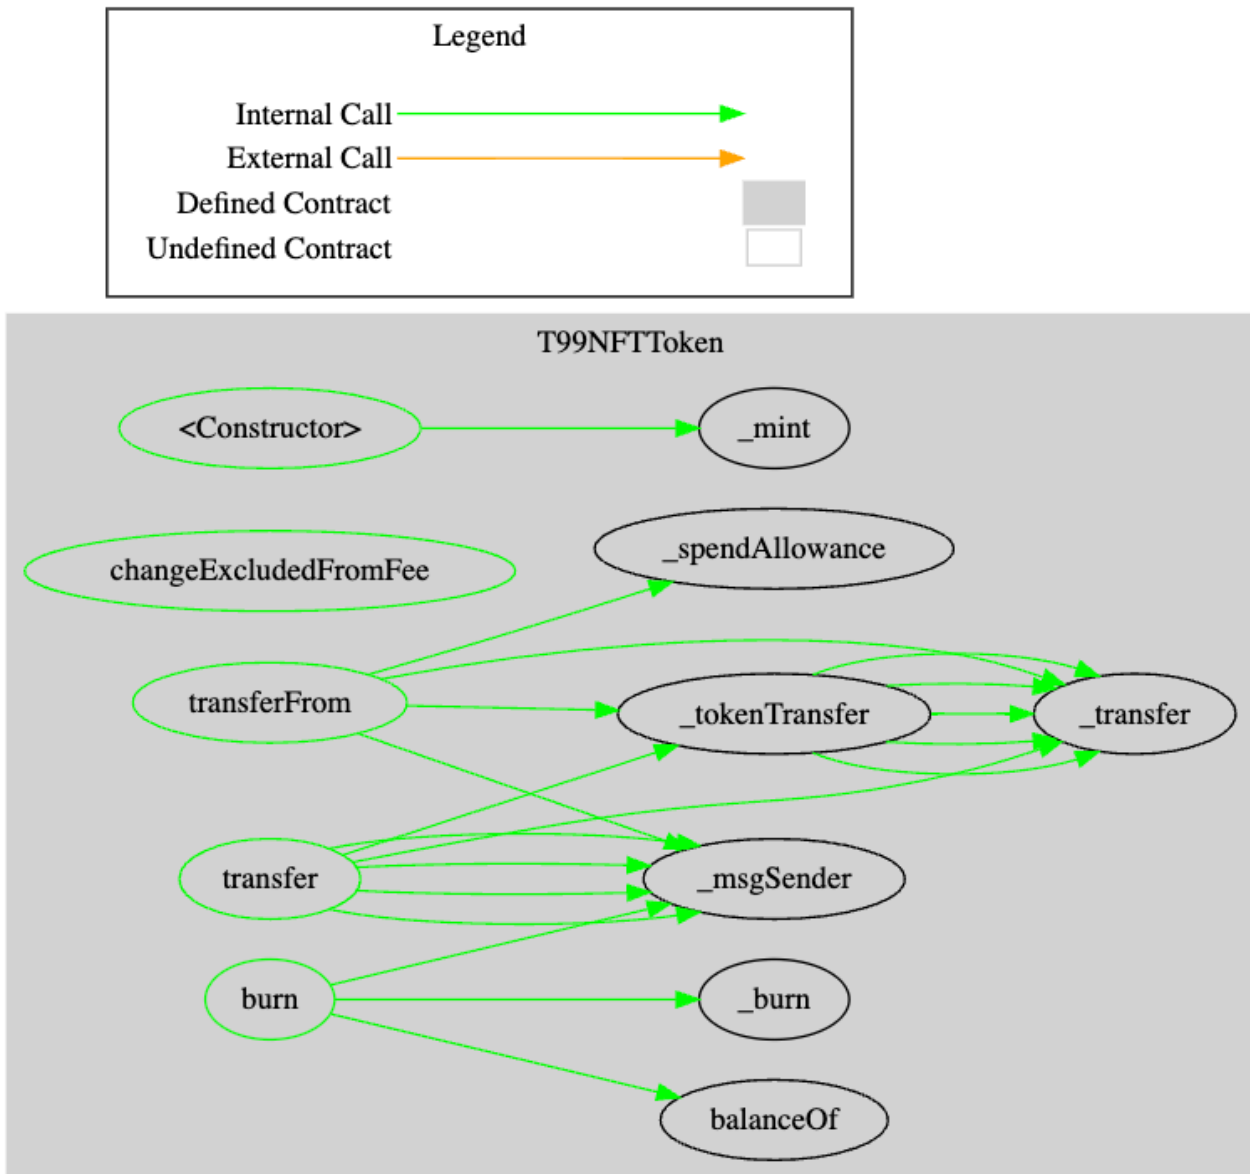 Legend
Internal Call
External Call
Defined Contract
Undefined Contract
T99NFTToken
<Constructor>
_mint
changeExcludedFromFee
_spendAllowance
transferFrom
_tokenTransfer
_transfer
transfer
_msgSender
burn
_burn
balanceOf